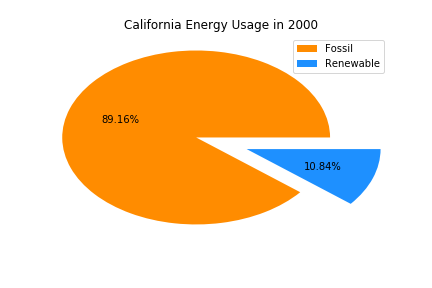 California Energy Usage in 2000
Fossil
Renewable
89.16%
10.84%